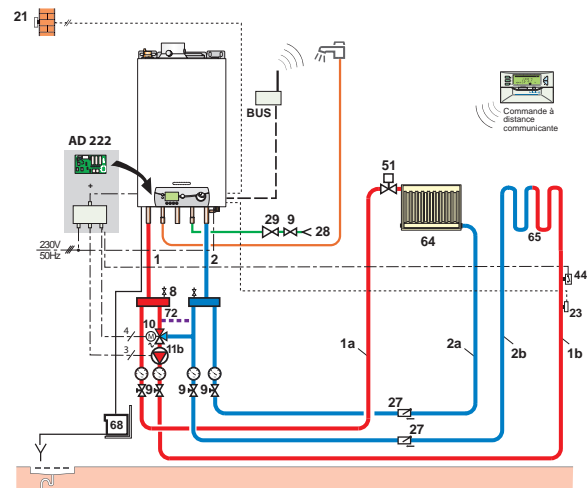 21
BUS
AD 222
+
Commande à
distance
communicante
51
29
9
28
64
65
230V
50Hz
1
2
44
8
72
23
10
4
M
11b
3
1a
2a
2b
1b
9
9
9
27
27
68